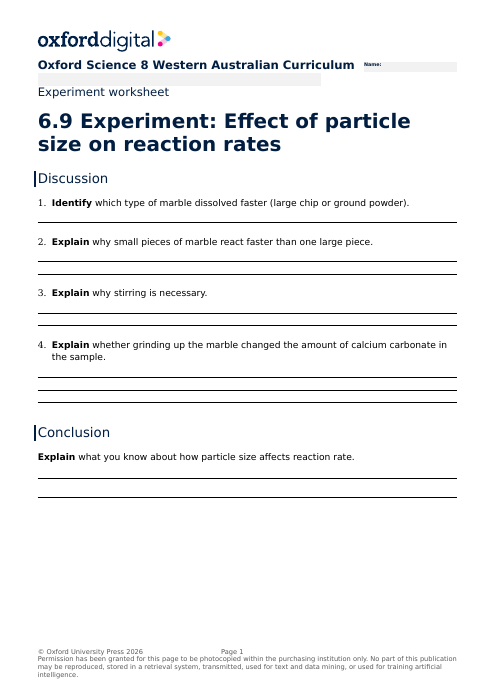 oxforddigital
Oxford Science 8 Western Australian Curriculum Name:
Experiment worksheet
6.9 Experiment: Effect of particle
size on reaction rates
Discussion
1. Identify which type of marble dissolved faster (large chip or ground powder).
2. Explain why small pieces of marble react faster than one large piece.
3. Explain why stirring is necessary.
4. Explain whether grinding up the marble changed the amount of calcium carbonate in
the sample.
Conclusion
Explain what you know about how particle size affects reaction rate.
© Oxford University Press 2026 Page 1
Permission has been granted for this page to be photocopied within the purchasing institution only. No part of this publication
may be reproduced, stored in a retrieval system, transmitted, used for text and data mining, or used for training artificial
intelligence.